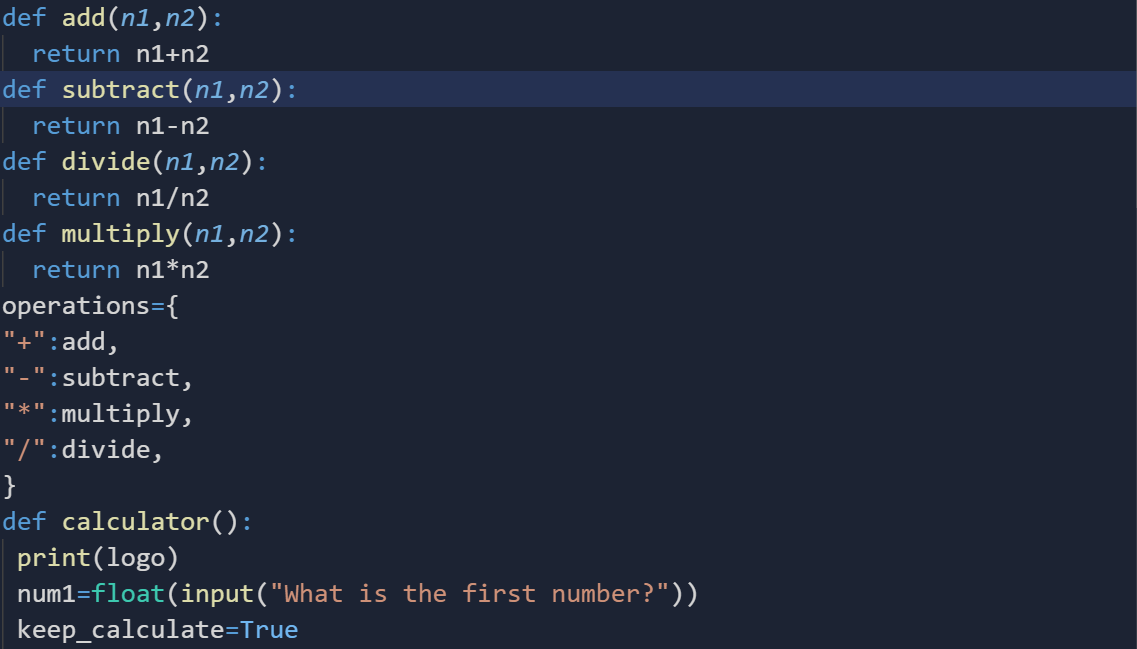 def add(n1,n2):
  return n1+n2
def subtract(n1,n2):
  return n1-n2
def divide(n1,n2):
  return n1/n2
def multiply(n1,n2):
  return n1*n2
operations={
"+":add,
"-":subtract,
"*":multiply,
"/":divide,
}
def calculator():
 print(logo)
 num1=float(input("What is the first number?"))
 keep_calculate=True